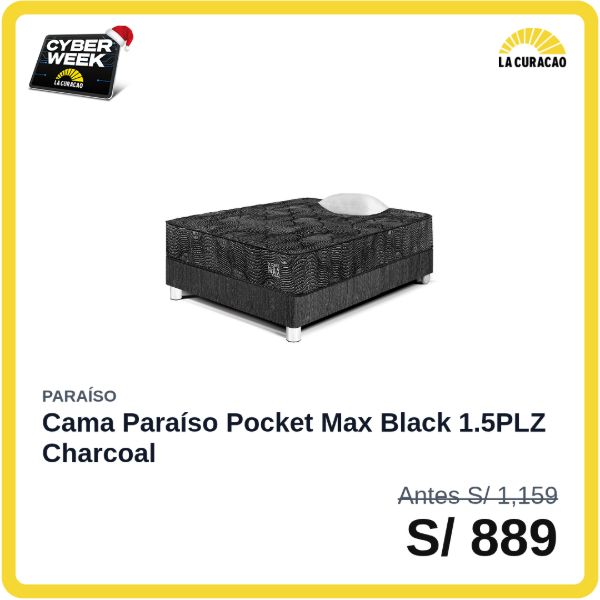 CYBER
WEEK
LA CURACAO
LA CURACAO
PARAÍSO
Cama Paraíso Pocket Max Black 1.5PLZ
Charcoal
Antes S/ 1,159
S/ 889